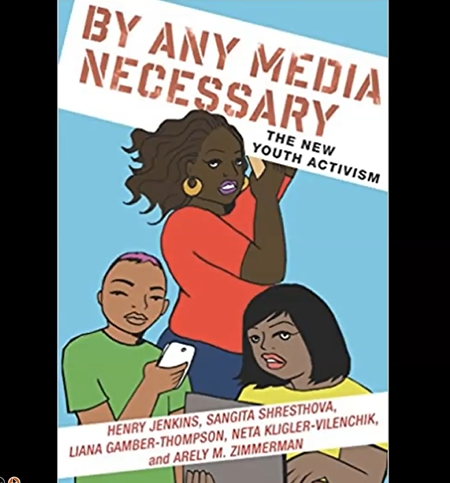 BY ANY MEDIA
NECESSARY
THE NEW
YOUTH ACTIVISM
HENRY JENKINS, SANGITA SHRESTHOVA,
LIANA GAMBER-THOMPSON, NETA KLIGLER-VILENCHIK,
and ARELY M. ZIMMERMAN